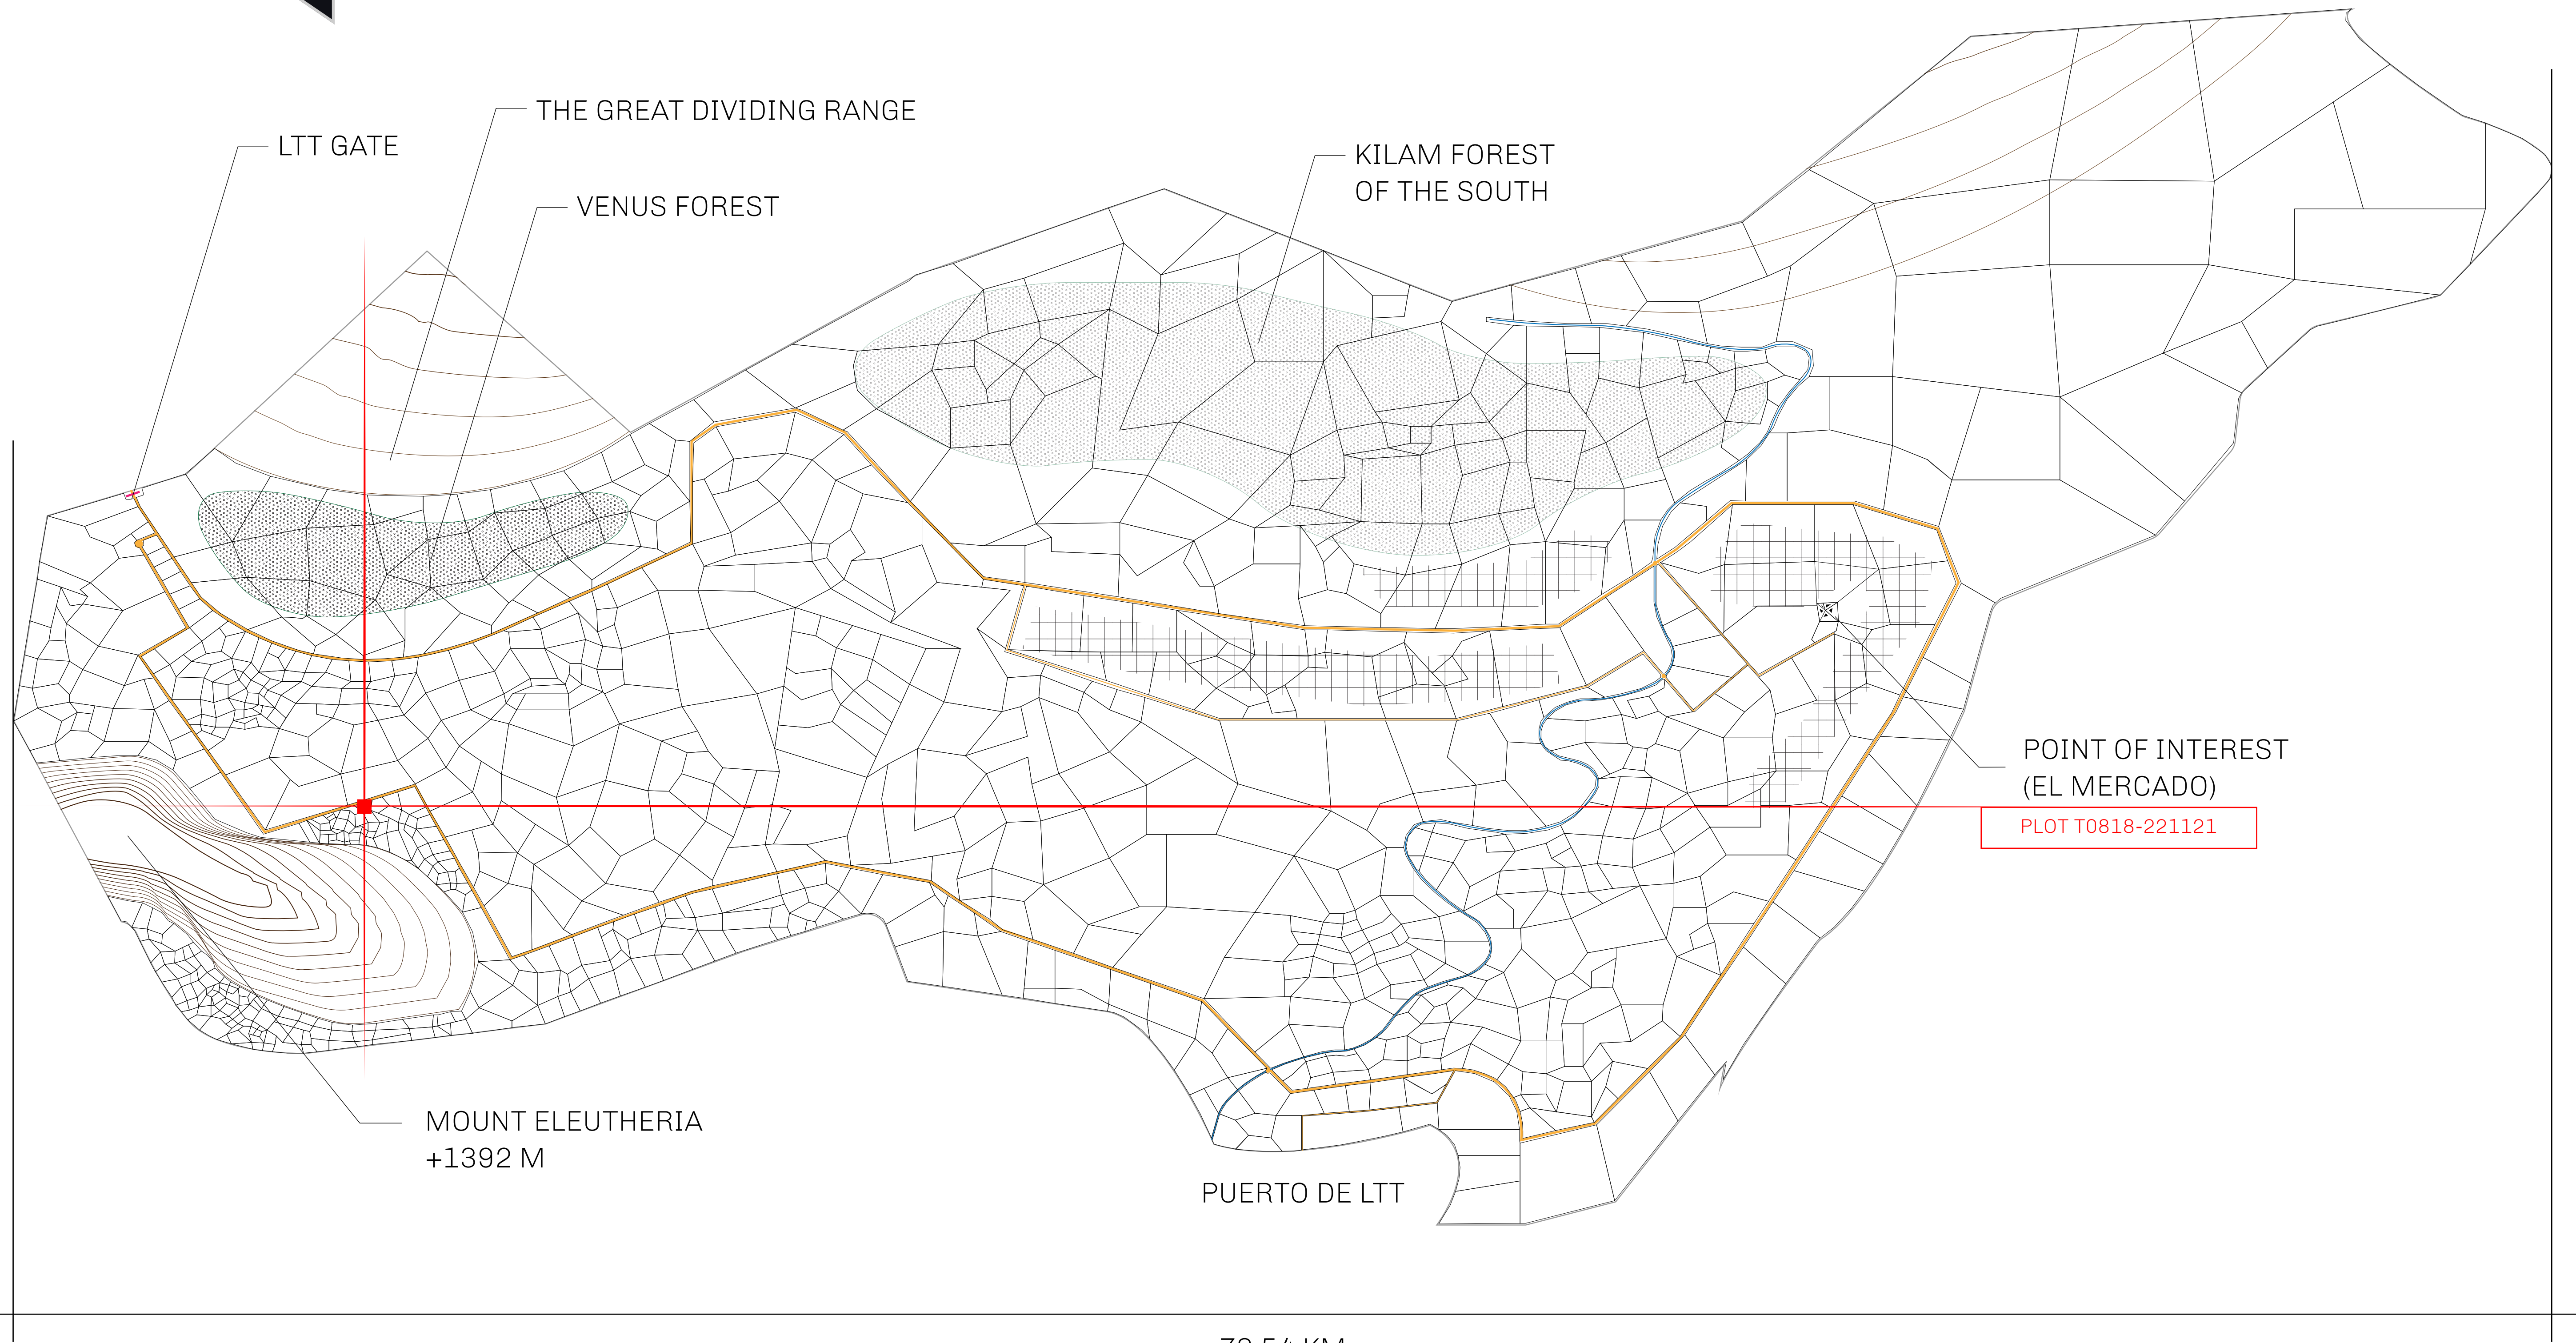 THE GREAT DIVIDING RANGE
LTT GATE
KILAM FOREST
OF THE SOUTH
VENUS FOREST
POINT OF INTEREST
(EL MERCADO)
PLOT T0818-221121
MOUNT ELEUTHERIA
+1392 M
PUERTO DE LTT